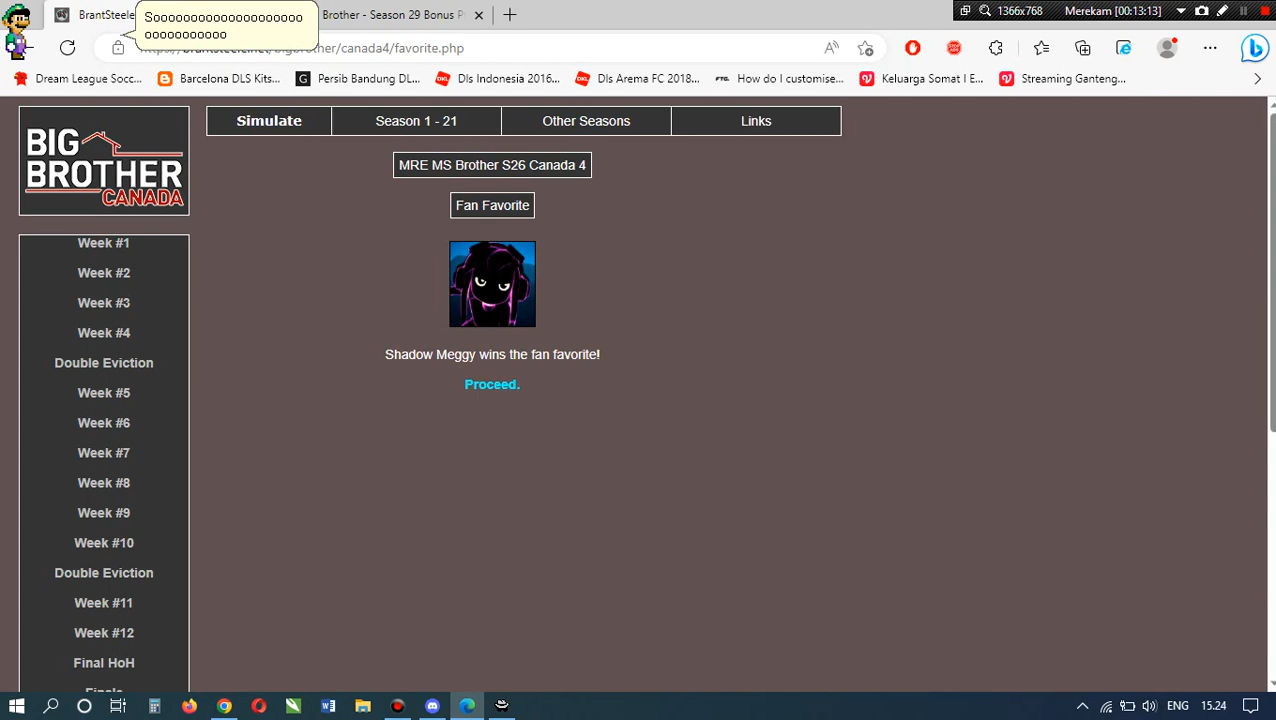 BrantSteele
Brother - Season 29 Bonus P
1366x768
Merekam [00:13:13]
Sooooooooooooooooooooo
ooooooooooo
/canada4/favorite.php
Dream League Socc...
Barcelona DLS Kits...
Persib Bandung DL...
Dls Indonesia 2016...
Dls Arema FC 2018...
How do I customise...
Keluarga Somat I E...
Streaming Ganteng...
BIG
BROTHER
CANADA
Simulate
Season 1 - 21
Other Seasons
Links
MRE MS Brother S26 Canada 4
Fan Favorite
Shadow Meggy wins the fan favorite!
Proceed.
Week #1
Week #2
Week #3
Week #4
Double Eviction
Week #5
Week #6
Week #7
Week #8
Week #9
Week #10
Double Eviction
Week #11
Week #12
Final HoH
ENG
15.24